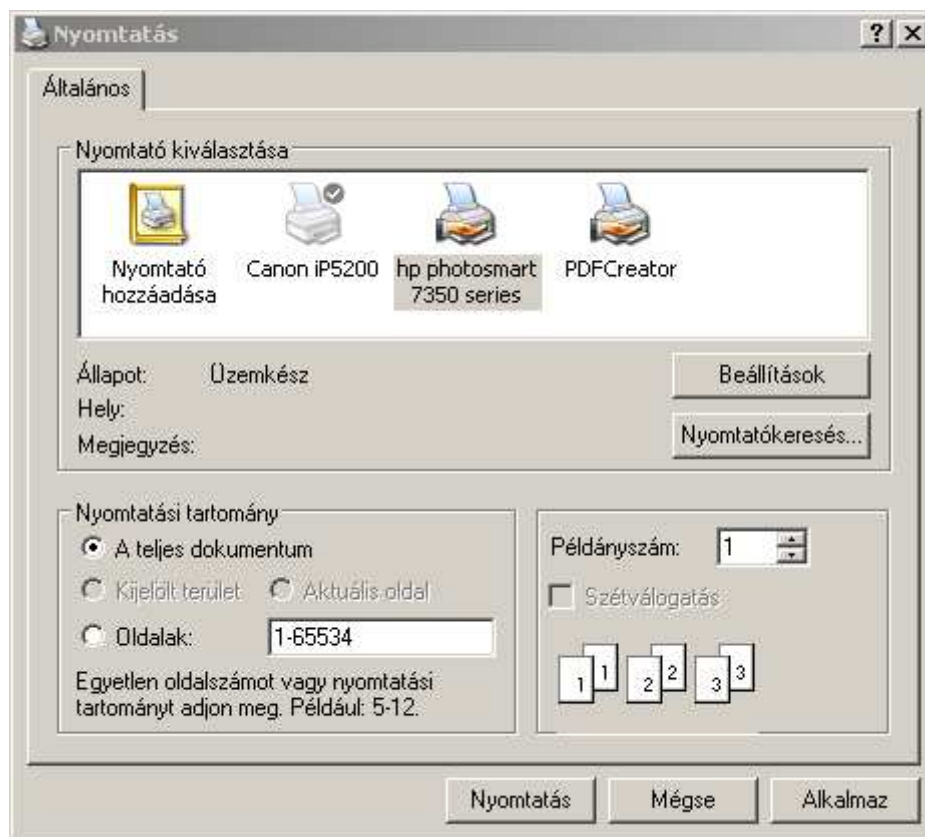 Nyomtatás
Általános
Nyomtató kiválasztása
Nyomtató hozzáadása
Canon iP5200
hp photosmart 7350 series
PDFCreator
Állapot: Üzemkész
Beállítások
Hely:
Megjegyzés:
Nyomtatókeresés...
Nyomtatási tartomány
A teljes dokumentum
Kijelölt terület Aktuális oldal
Oldalak: 1-65534
Egyetlen oldalszámot vagy nyomtatási
tartományt adjon meg. Például: 5-12.
Példányszám: 1
Szétválogatás
1 1 2 2 3 3
Nyomtatás Mégse Alkalmaz